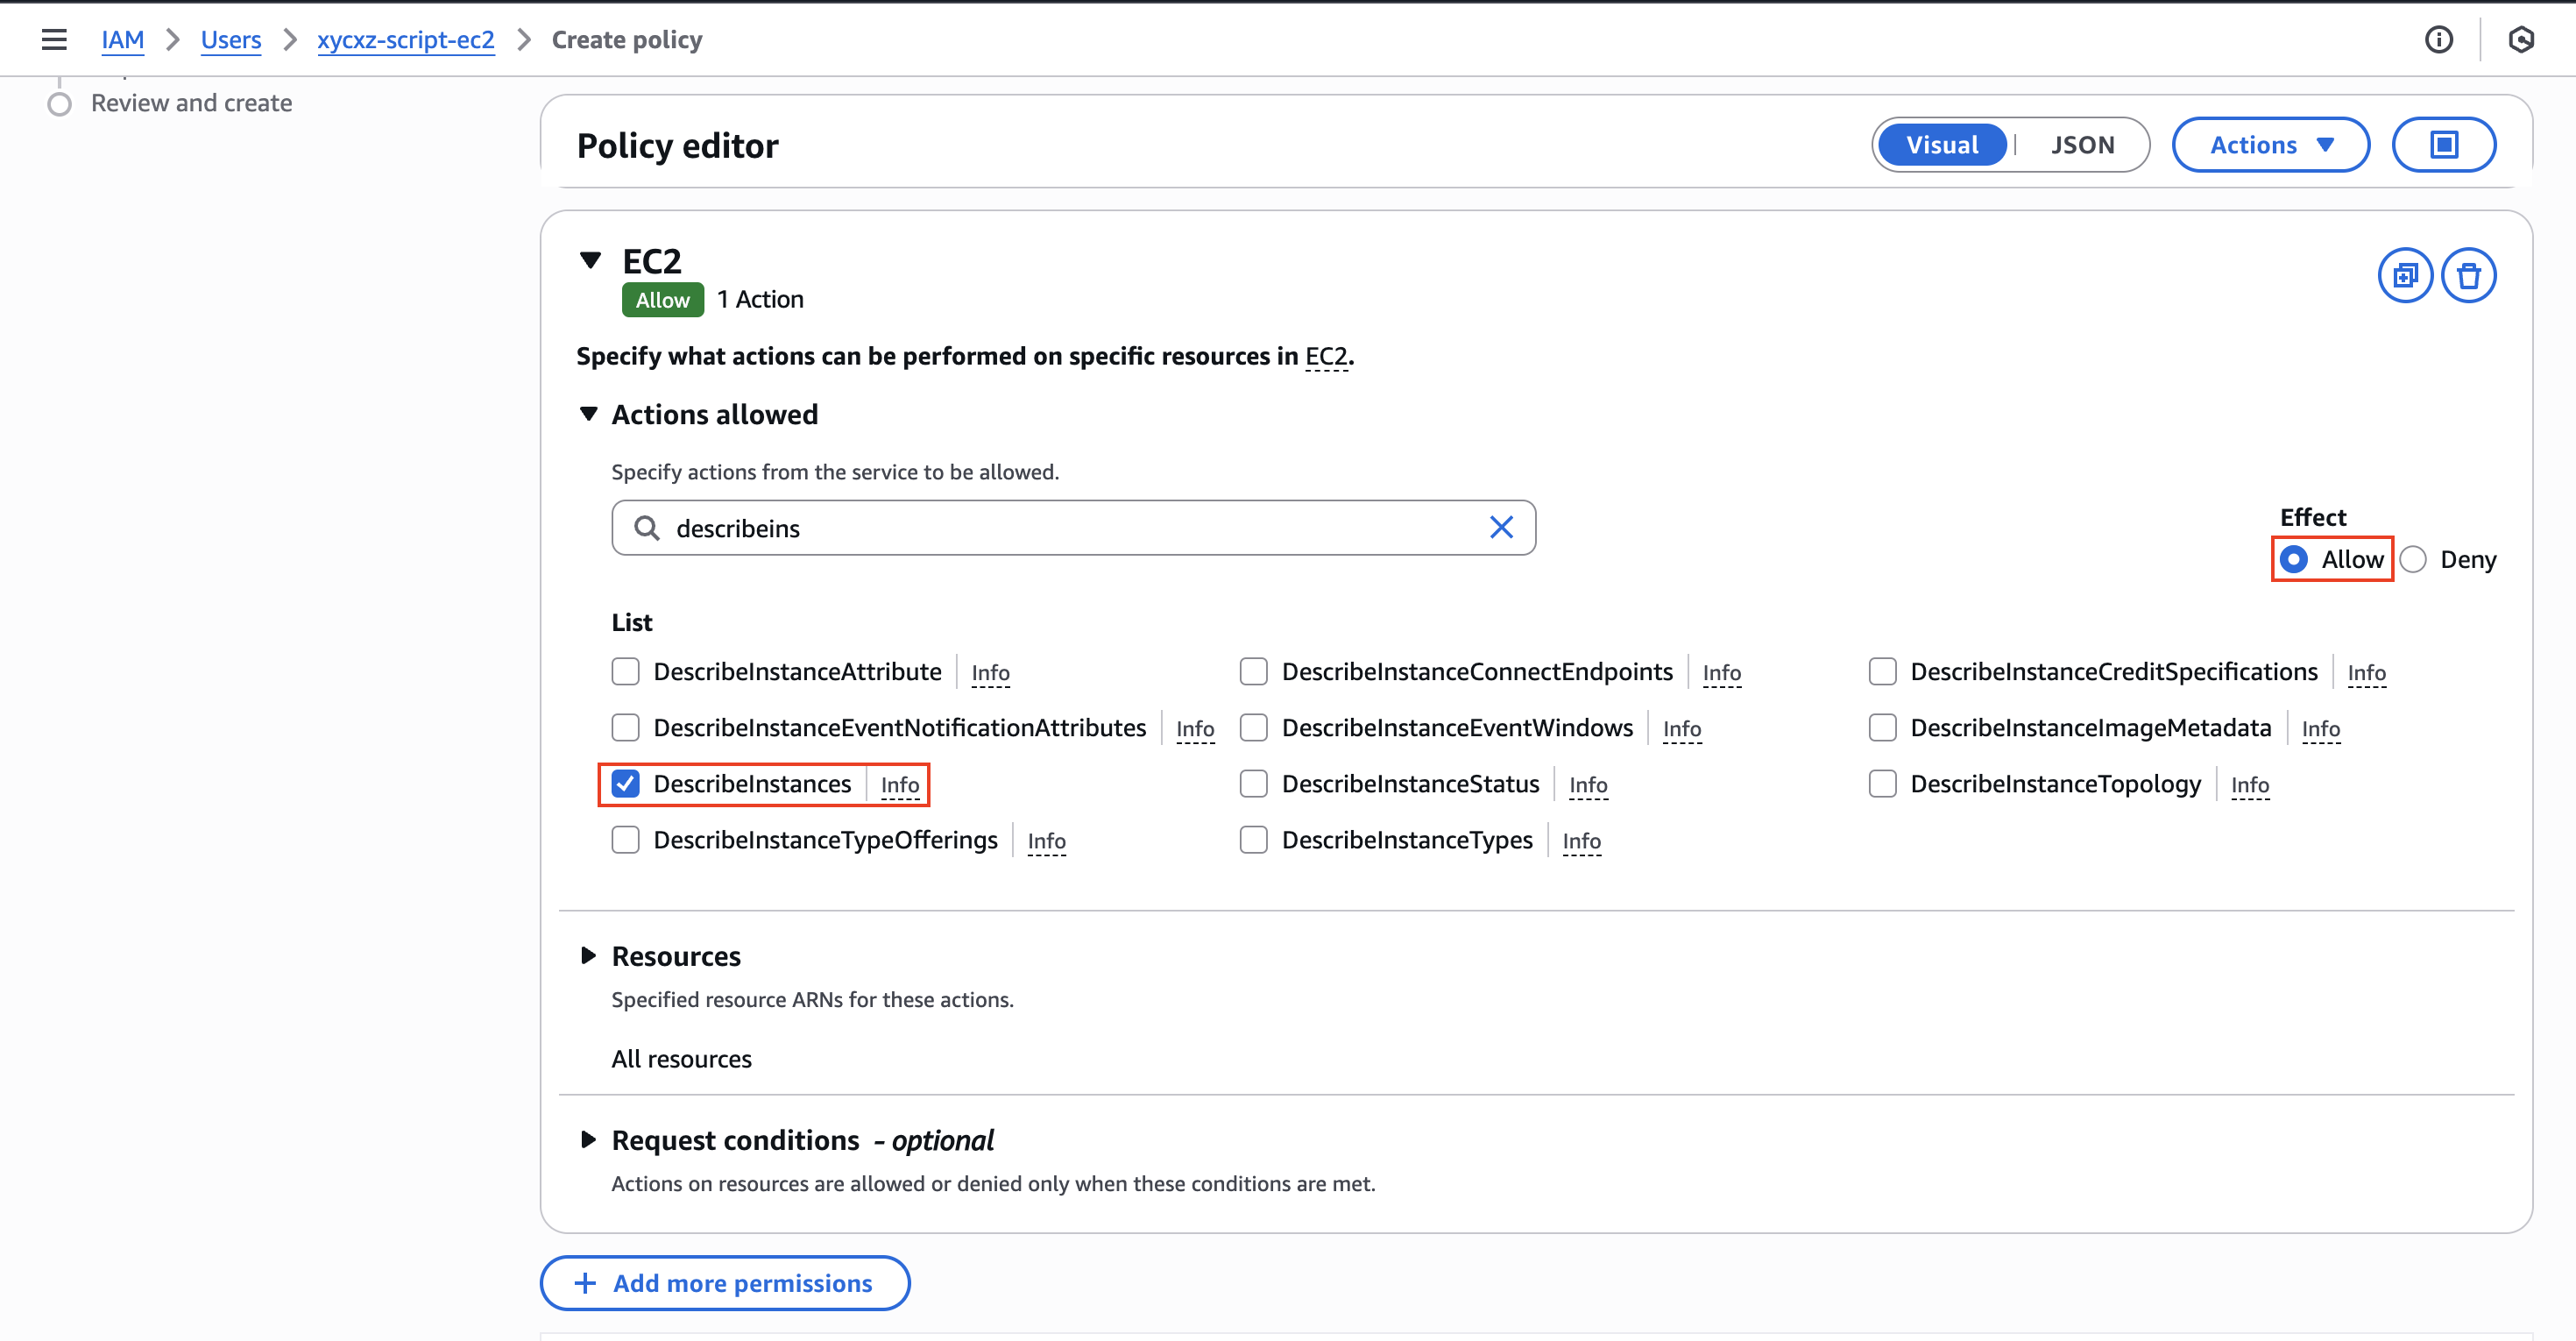 IAM > Users > xycxz-script-ec2 > Create policy
Review and create
Policy editor
Visual | JSON
Actions
EC2
Allow 1 Action
Specify what actions can be performed on specific resources in EC2.
Actions allowed
Specify actions from the service to be allowed.
describeins
Effect
Allow Deny
List
DescribeInstanceAttribute | Info DescribeInstanceConnectEndpoints | Info DescribeInstanceCreditSpecifications | Info
DescribeInstanceEventNotificationAttributes | Info DescribeInstanceEventWindows | Info DescribeInstanceImageMetadata | Info
DescribeInstances | Info DescribeInstanceStatus | Info DescribeInstanceTopology | Info
DescribeInstanceTypeOfferings | Info DescribeInstanceTypes | Info
Resources
Specified resource ARNs for these actions.
All resources
Request conditions - optional
Actions on resources are allowed or denied only when these conditions are met.
+ Add more permissions